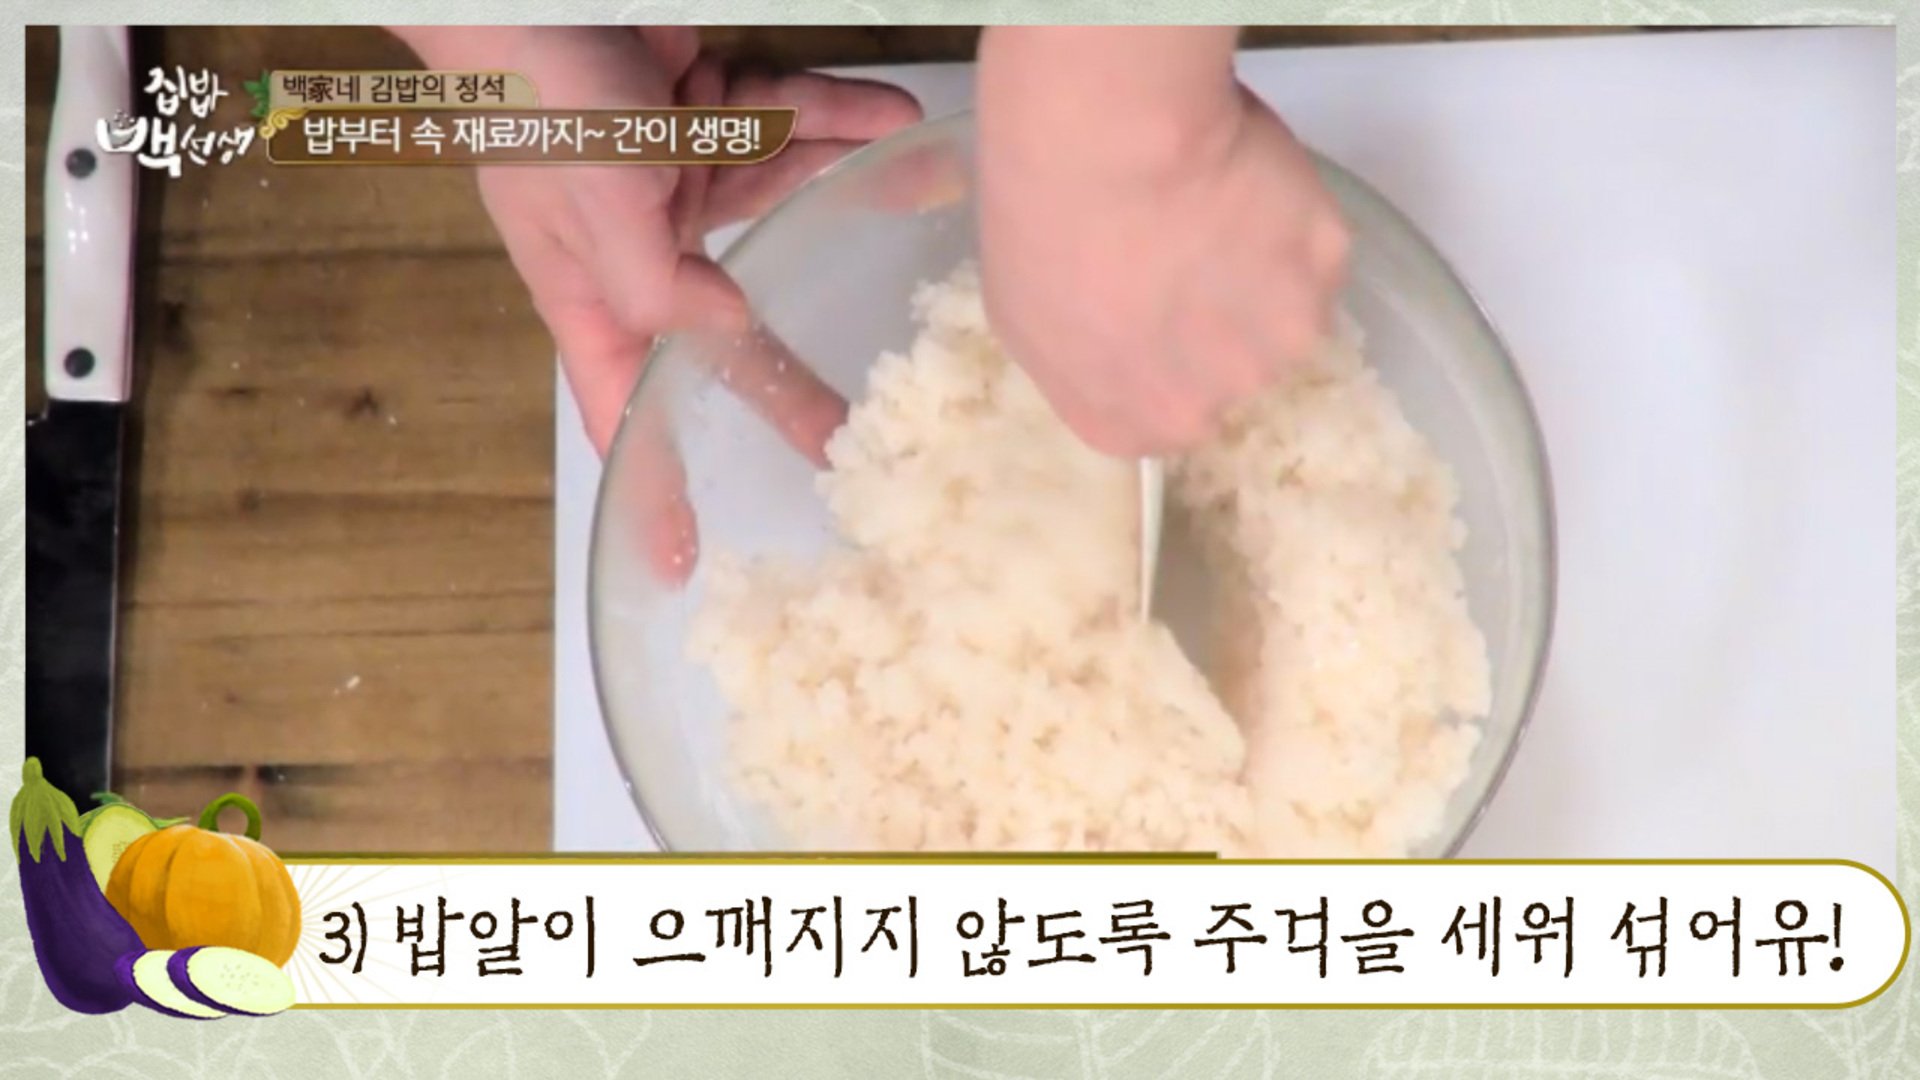 집밥
백선생
백家네 김밥의 정석
밥부터 속 재료까지~ 간이 생명!
3) 밥알이 으깨지지 않도록 주걱을 세워 섞어유!